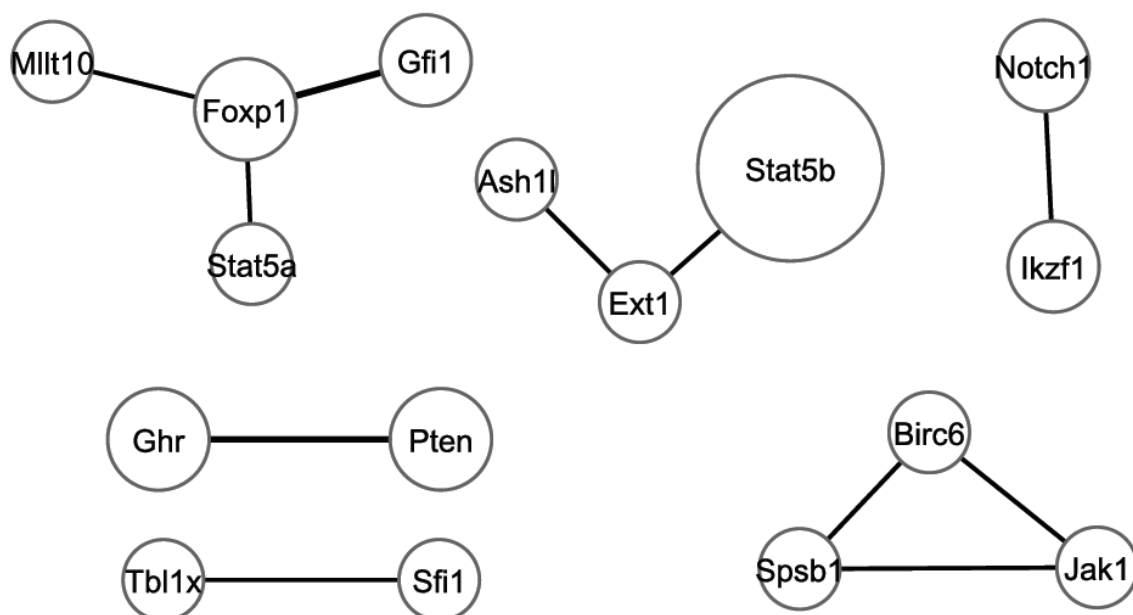 Mllt10
Foxp1
Gfi1
Stat5a
Ash1l
Ext1
Stat5b
Notch1
Ikzf1
Ghr
Pten
Tbl1x
Sfi1
Birc6
Spsb1
Jak1